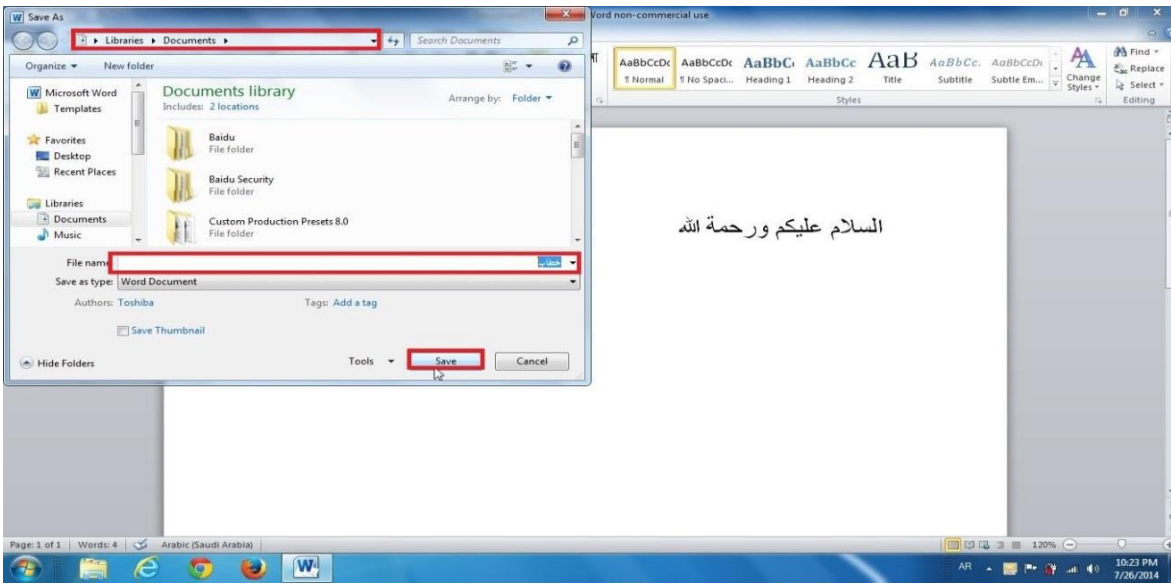 Save As
Word non-commercial use
Libraries Documents
Search Documents
Organize New folder
Microsoft Word
Templates
Favorites
Desktop
Recent Places
Libraries
Documents
Music
Documents library
Includes: 2 locations
Arrange by: Folder
Baidu
File folder
Baidu Security
File folder
Custom Production Presets 8.0
File folder
File name خطاب
Save as type: Word Document
Authors: Toshiba Tags: Add a tag
Save Thumbnail
Hide Folders Tools Save Cancel
AaBbCcDc AaBbCcDc AaBbC AaBbCc AaB AaBbCc. AaBbCcDc
¶ Normal ¶ No Spaci... Heading 1 Heading 2 Title Subtitle Subtle Em...
Change Styles
Styles
Find
Replace
Select
Editing
السلام عليكم ورحمة الله
Page: 1 of 1 Words: 4 Arabic (Saudi Arabia) 120%
AR 10:23 PM
7/26/2014